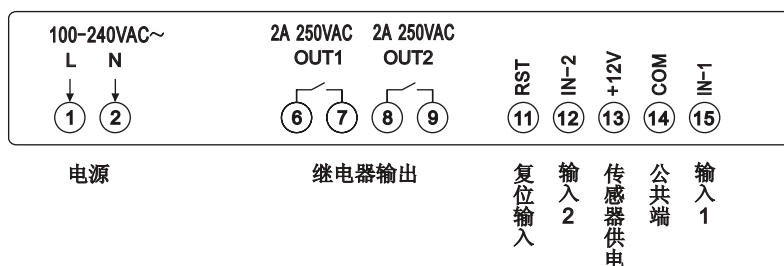 100-240VAC~
L N
1 2
2A 250VAC 2A 250VAC
OUT1 OUT2
6 7 8 9
RST IN-2 +12V COM IN-1
11 12 13 14 15
电源
继电器输出
复位输入
输入2
传感器供电
公共端
输入1